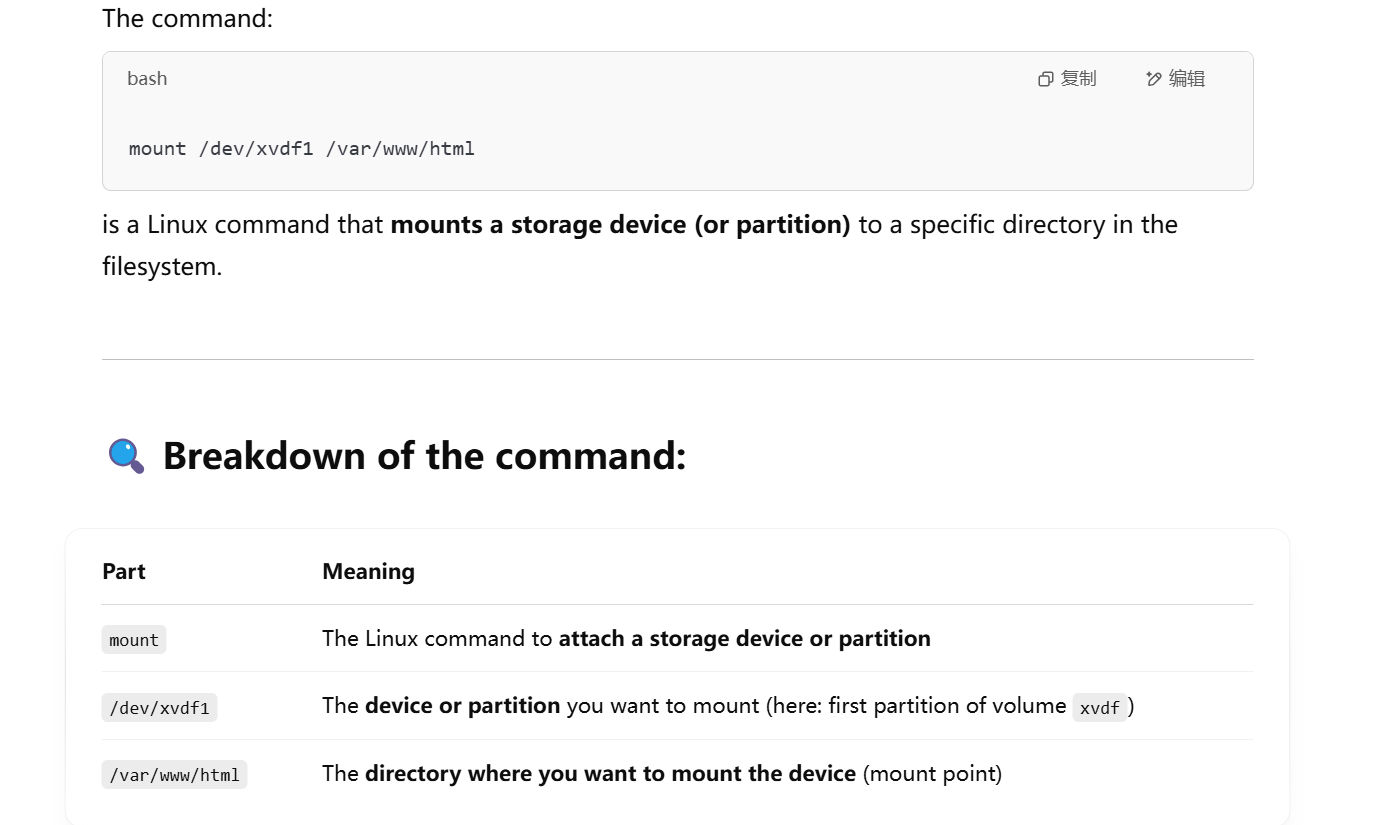 The command:
bash
复制
编辑
mount /dev/xvdf1 /var/www/html
is a Linux command that mounts a storage device (or partition) to a specific directory in the
filesystem.
Breakdown of the command:
Part Meaning
mount The Linux command to attach a storage device or partition
/dev/xvdf1 The device or partition you want to mount (here: first partition of volume xvdf)
/var/www/html The directory where you want to mount the device (mount point)